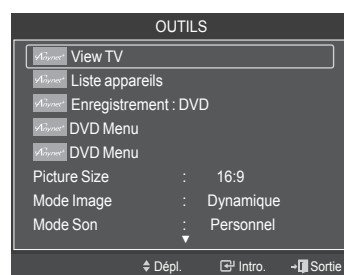 OUTILS
Anynet+ View TV
Anynet+ Liste appareils
Anynet+ Enregistrement : DVD
Anynet+ DVD Menu
Anynet+ DVD Menu
Picture Size : 16:9
Mode Image : Dynamique
Mode Son : Personnel
Dépl. Intro. Sortie